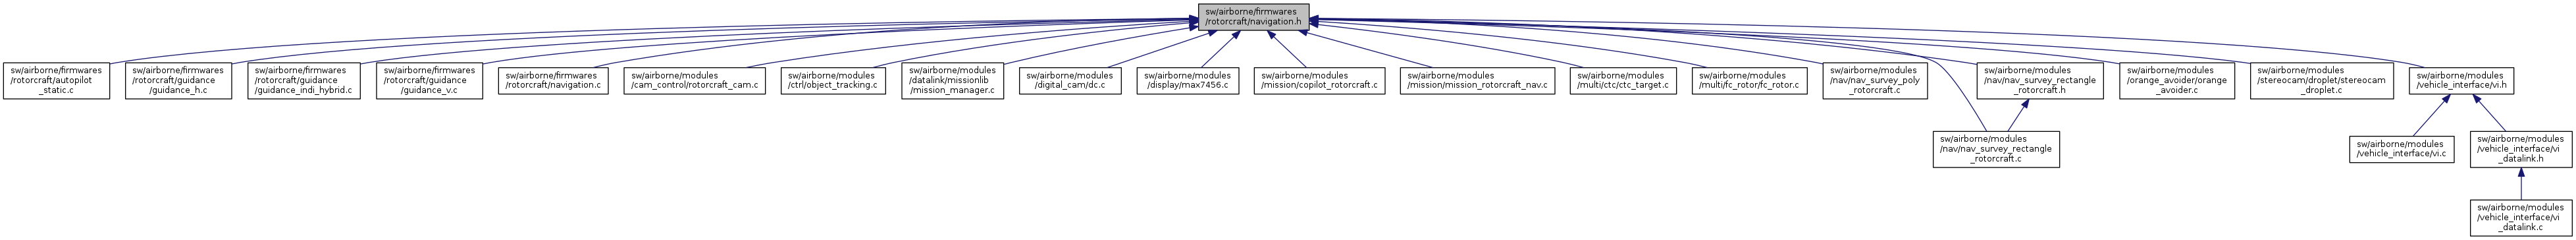 sw/airborne/firmwares
/rotorcraft/navigation.h
sw/airborne/firmwares
/rotorcraft/autopilot
_static.c
sw/airborne/firmwares
/rotorcraft/guidance
/guidance_h.c
sw/airborne/firmwares
/rotorcraft/guidance
/guidance_indi_hybrid.c
sw/airborne/firmwares
/rotorcraft/guidance
/guidance_v.c
sw/airborne/firmwares
/rotorcraft/navigation.c
sw/airborne/modules
/cam_control/rotorcraft_cam.c
sw/airborne/modules
/ctrl/object_tracking.c
sw/airborne/modules
/datalink/missionlib
/mission_manager.c
sw/airborne/modules
/digital_cam/dc.c
sw/airborne/modules
/display/max7456.c
sw/airborne/modules
/mission/copilot_rotorcraft.c
sw/airborne/modules
/mission/mission_rotorcraft_nav.c
sw/airborne/modules
/multi/ctc/ctc_target.c
sw/airborne/modules
/multi/fc_rotor/fc_rotor.c
sw/airborne/modules
/nav/nav_survey_poly
_rotorcraft.c
sw/airborne/modules
/nav/nav_survey_rectangle
_rotorcraft.h
sw/airborne/modules
/orange_avoider/orange
_avoider.c
sw/airborne/modules
/stereocam/droplet/stereocam
_droplet.c
sw/airborne/modules
/vehicle_interface/vi.h
sw/airborne/modules
/nav/nav_survey_rectangle
_rotorcraft.c
sw/airborne/modules
/vehicle_interface/vi.c
sw/airborne/modules
/vehicle_interface/vi
_datalink.h
sw/airborne/modules
/vehicle_interface/vi
_datalink.c